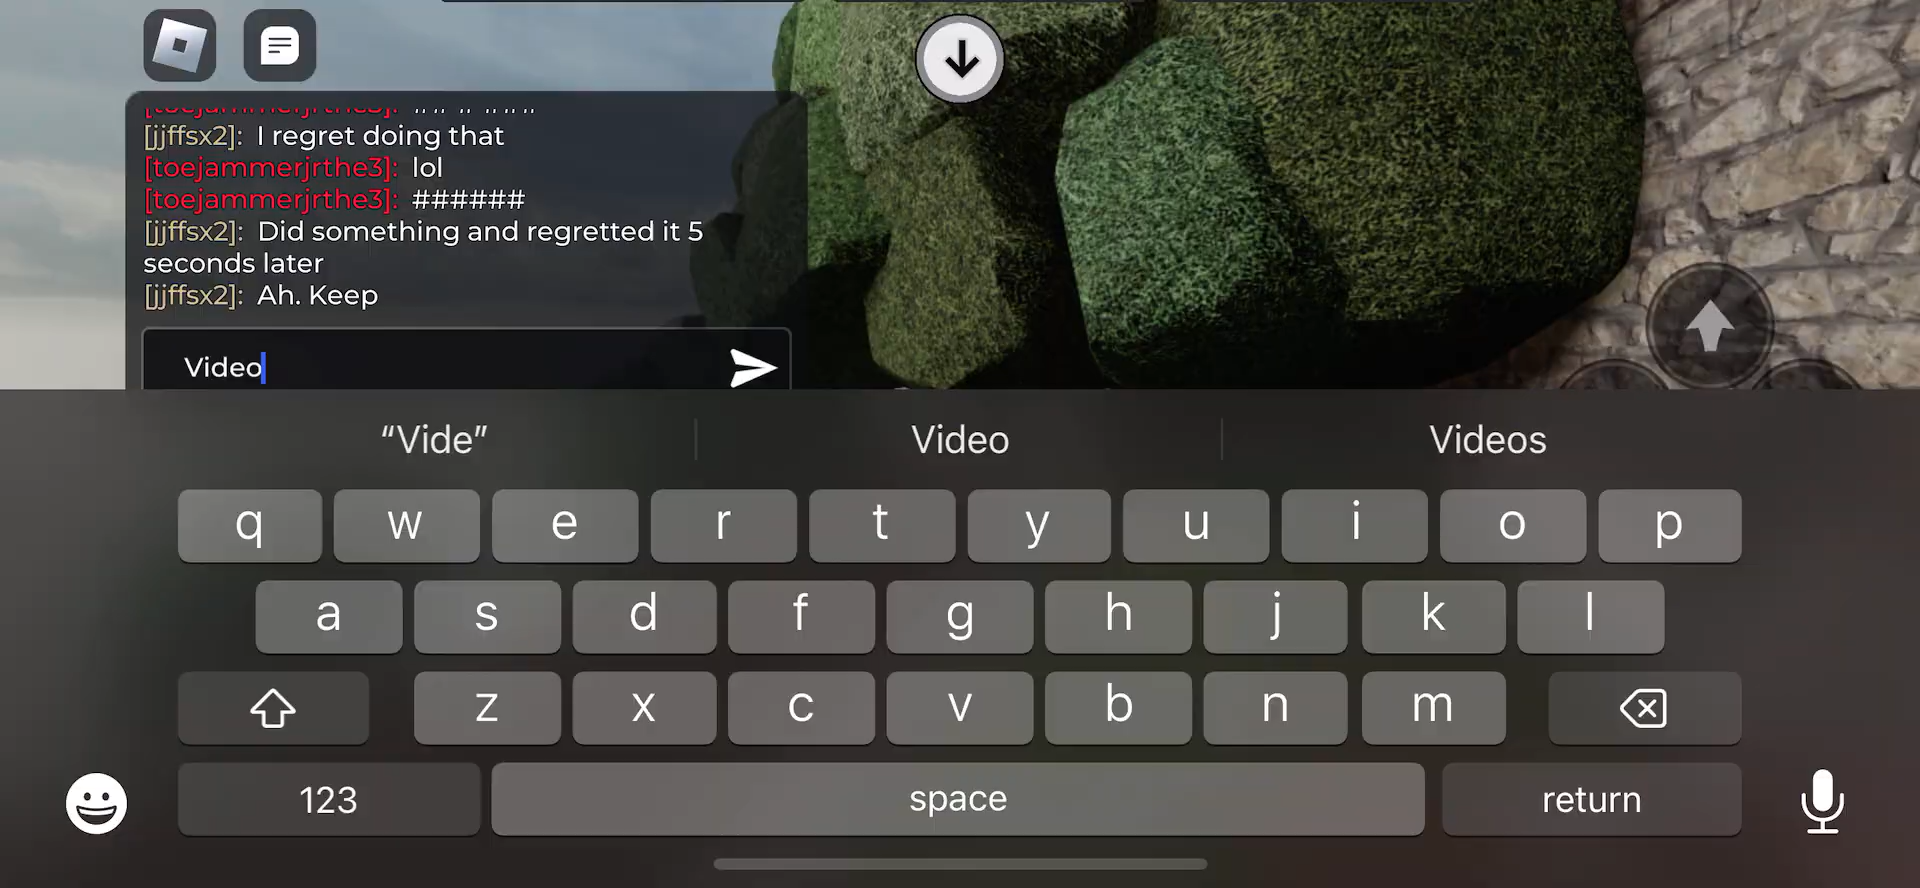 [toejammerjrthe3]: ## # ####
[jjffsx2]: I regret doing that
[toejammerjrthe3]: lol
[toejammerjrthe3]: ######
[jjffsx2]: Did something and regretted it 5
seconds later
[jjffsx2]: Ah. Keep
Video
“Vide” Video Videos
q w e r t y u i o p
a s d f g h j k l
z x c v b n m
123 space return